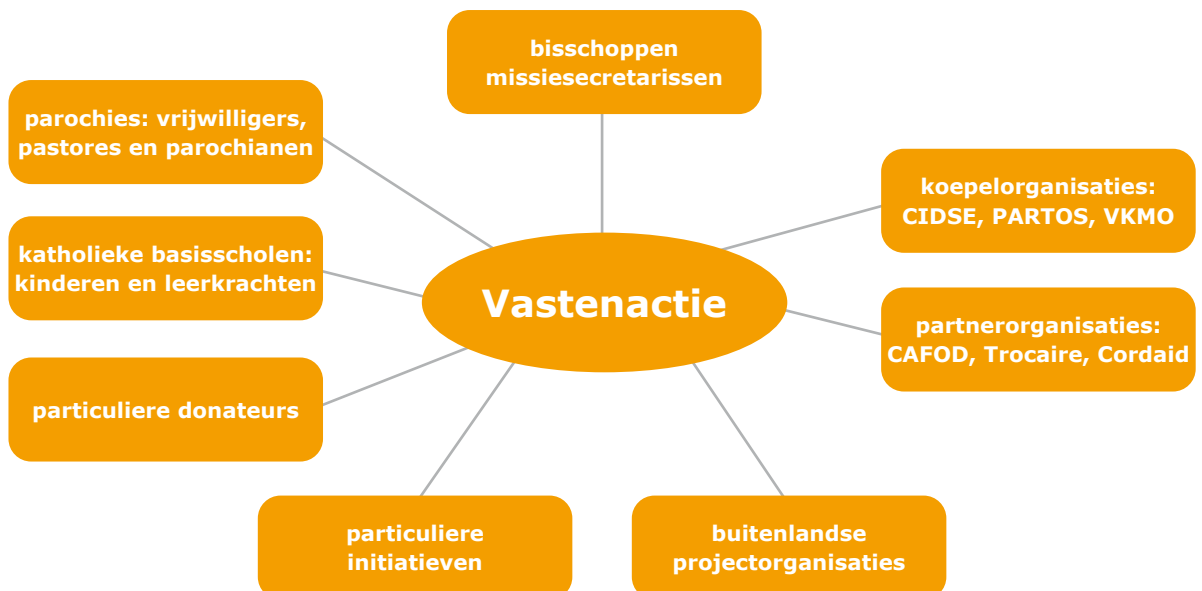 bisschoppen
missiesecretarissen
parochies: vrijwilligers,
pastores en parochianen
koepelorganisaties:
CIDSE, PARTOS, VKMO
katholieke basisscholen:
kinderen en leerkrachten
Vastenactie
partnerorganisaties:
CAFOD, Trocaire, Cordaid
particuliere donateurs
particuliere
initiatieven
buitenlandse
projectorganisaties